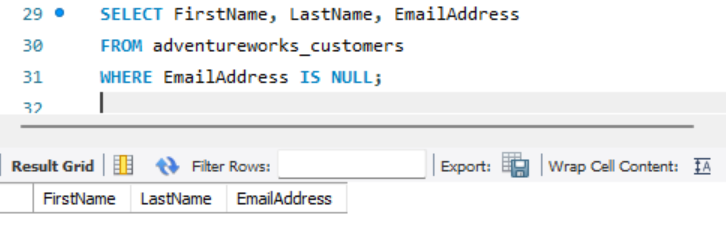 29 SELECT FirstName, LastName, EmailAddress
30 FROM adventureworks_customers
31 WHERE EmailAddress IS NULL;
32
Result Grid Filter Rows: Export: Wrap Cell Content:
FirstName LastName EmailAddress